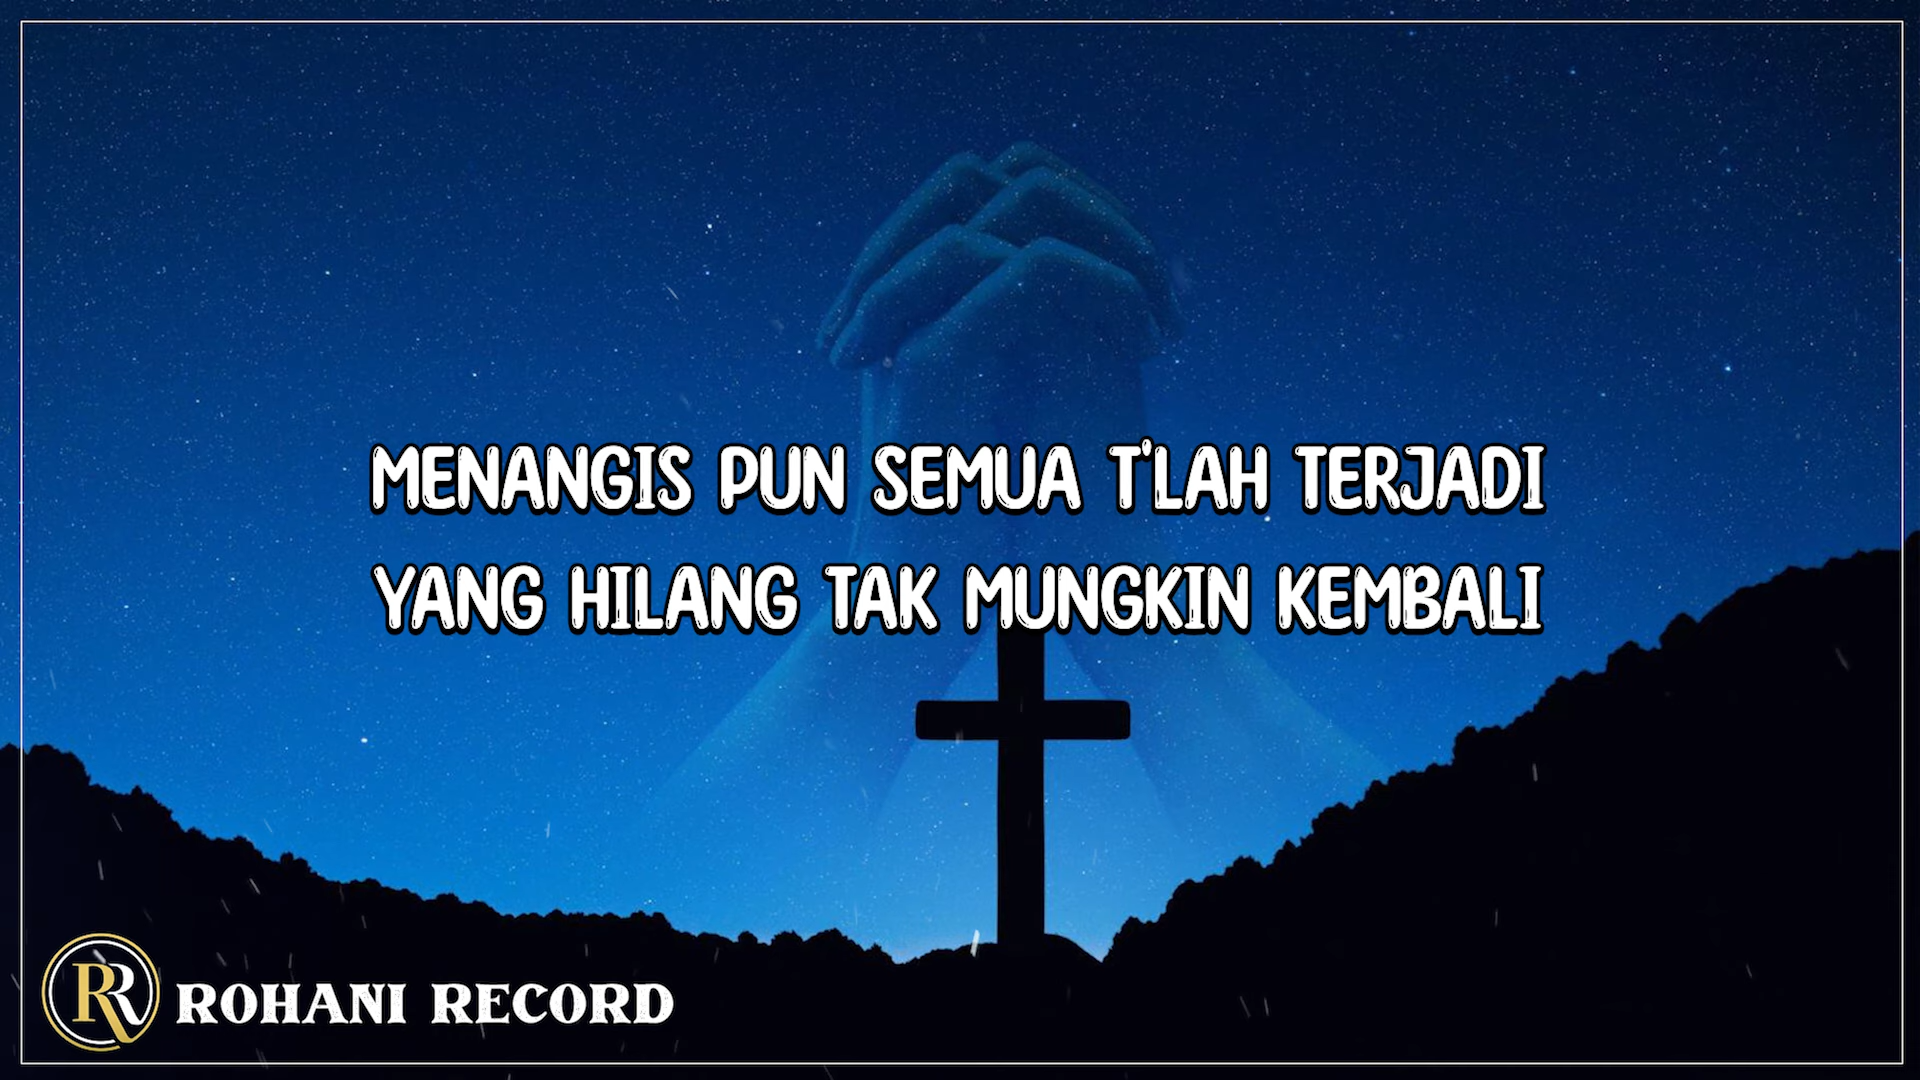 MENANGIS PUN SEMUA T'LAH TERJADI
YANG HILANG TAK MUNGKIN KEMBALI
RR ROHANI RECORD